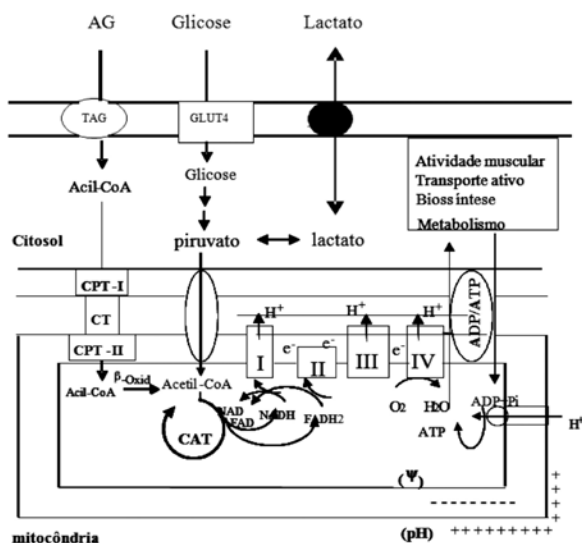 AG Glicose Lactato
TAG GLUT4
Glicose
Acil-CoA
Atividade muscular
Transporte ativo
Bioss íntese
Metabolismo
Citosol
piruvato lactato
CPT-I
CT
CPT-II
H+ H+ H+
ADP/ATP
I II III IV
e- e- e-
β-Oxid
Acil-CoA Acetil-CoA
CAT
NAD NADH
FAD FADH2
O2 H2O
ADP+Pi
ATP
H+
(Ψ)
- - - - - - - - - -
+ + + + + +
mitocôndria
(pH) + + + + + + + + +